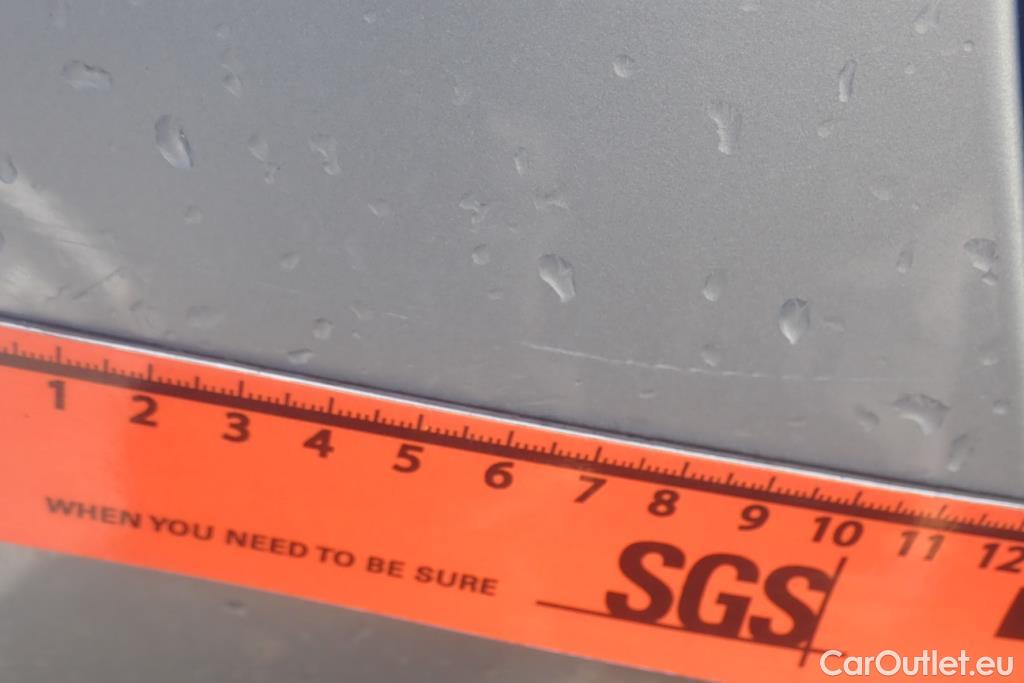 1 2 3 4 5 6 7 8 9 10 11 12
WHEN YOU NEED TO BE SURE
SGS
CarOutlet.eu